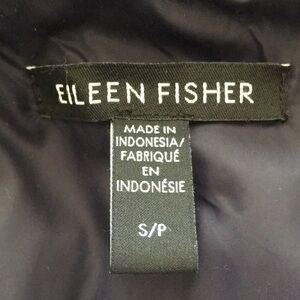 EILEEN FISHER
MADE IN
INDONESIA/
FABRIQUÉ
EN
INDONÉSIE
S/P